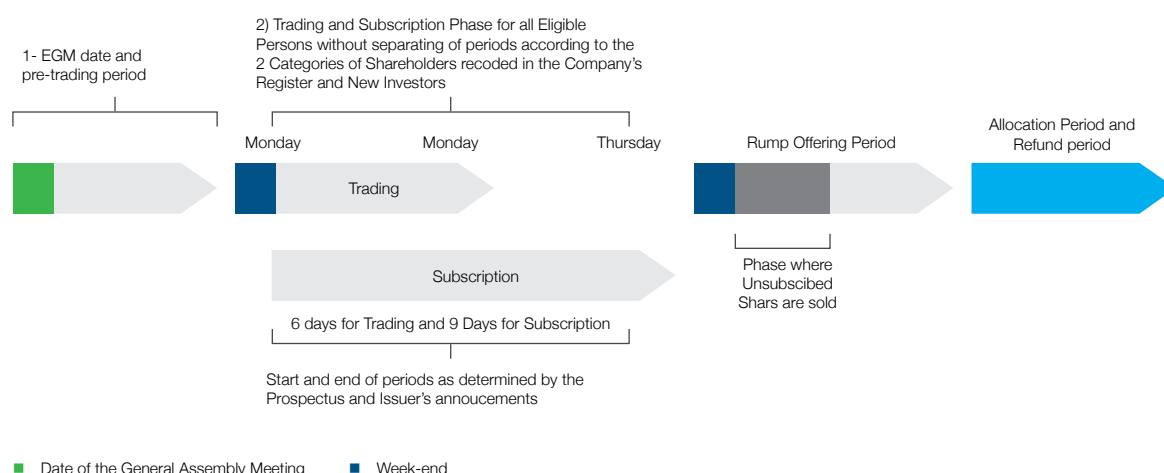 1- EGM date and
pre-trading period
2) Trading and Subscription Phase for all Eligible
Persons without separating of periods according to the
2 Categories of Shareholders recoded in the Company's
Register and New Investors
Monday
Monday
Thursday
Rump Offering Period
Allocation Period and
Refund period
Trading
Subscription
Phase where
Unsubscibed
Shars are sold
6 days for Trading and 9 Days for Subscription
Start and end of periods as determined by the
Prospectus and Issuer's annoucements
Date of the General Assembly Meeting
Week-end